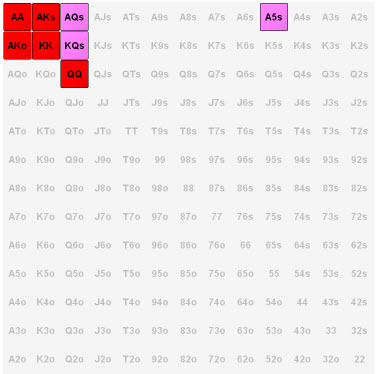 AA AKs AQs AJs ATs A9s A8s A7s A6s A5s A4s A3s A2s
AKo KK KQs KJs KTs K9s K8s K7s K6s K5s K4s K3s K2s
AQo KQo QQ QJs QTs Q9s Q8s Q7s Q6s Q5s Q4s Q3s Q2s
AJo KJo QJo JJ JTs J9s J8s J7s J6s J5s J4s J3s J2s
ATo KTo QTo JTo TT T9s T8s T7s T6s T5s T4s T3s T2s
A9o K9o Q9o J9o T9o 99 98s 97s 96s 95s 94s 93s 92s
A8o K8o Q8o J8o T8o 98o 88 87s 86s 85s 84s 83s 82s
A7o K7o Q7o J7o T7o 97o 87o 77 76s 75s 74s 73s 72s
A6o K6o Q6o J6o T6o 96o 86o 76o 66 65s 64s 63s 62s
A5o K5o Q5o J5o T5o 95o 85o 75o 65o 55 54s 53s 52s
A4o K4o Q4o J4o T4o 94o 84o 74o 64o 54o 44 43s 42s
A3o K3o Q3o J3o T3o 93o 83o 73o 63o 53o 43o 33 32s
A2o K2o Q2o J2o T2o 92o 82o 72o 62o 52o 42o 32o 22